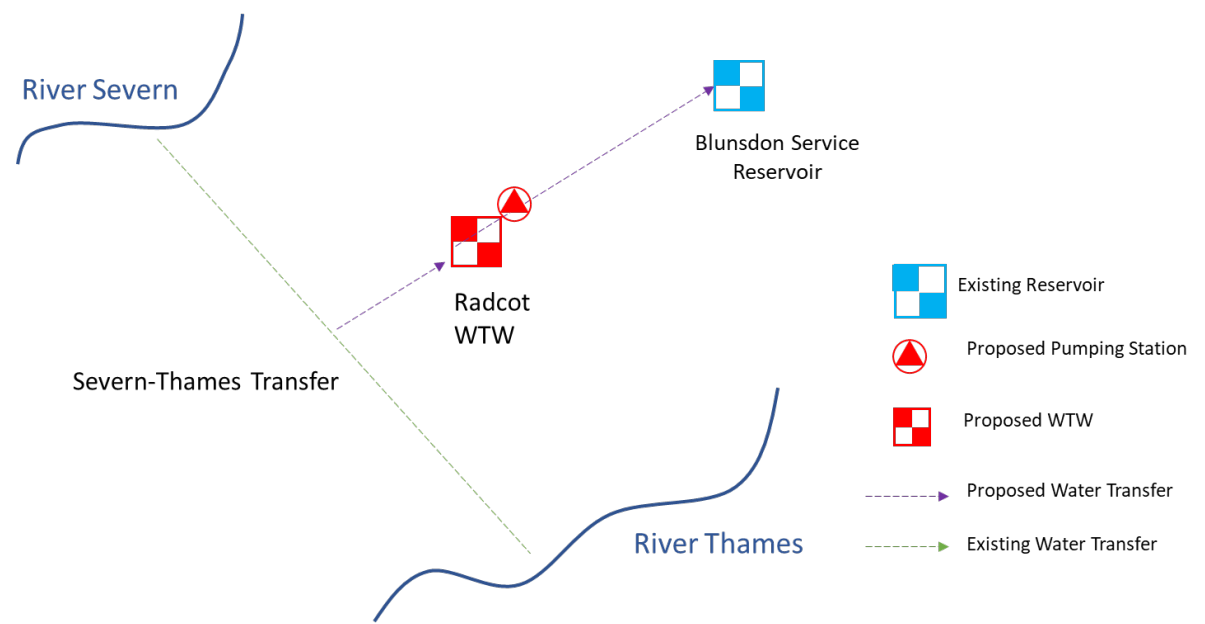 River Severn
Blunsdon Service
Reservoir
Radcot
WTW
Severn-Thames Transfer
River Thames
Existing Reservoir
Proposed Pumping Station
Proposed WTW
Proposed Water Transfer
Existing Water Transfer